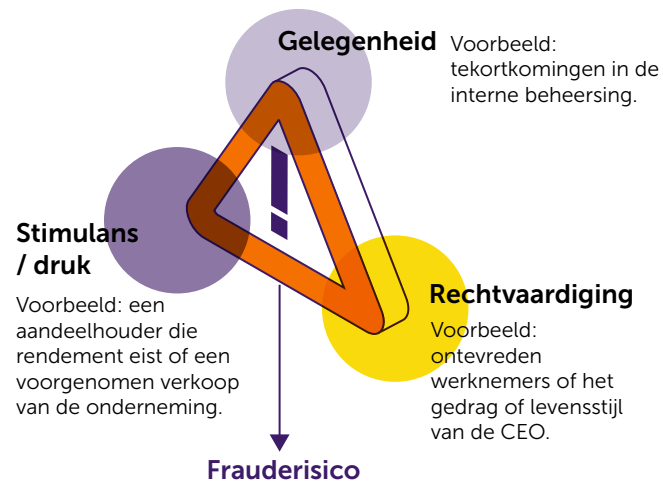 Gelegenheid
Voorbeeld:
tekortkomingen in de
interne beheersing.
Stimulans
/ druk
Voorbeeld: een
aandeelhouder die
rendement eist of een
voorgenomen verkoop
van de onderneming.
Rechtvaardiging
Voorbeeld:
ontevreden
werknemers of het
gedrag of levensstijl
van de CEO.
Frauderisico